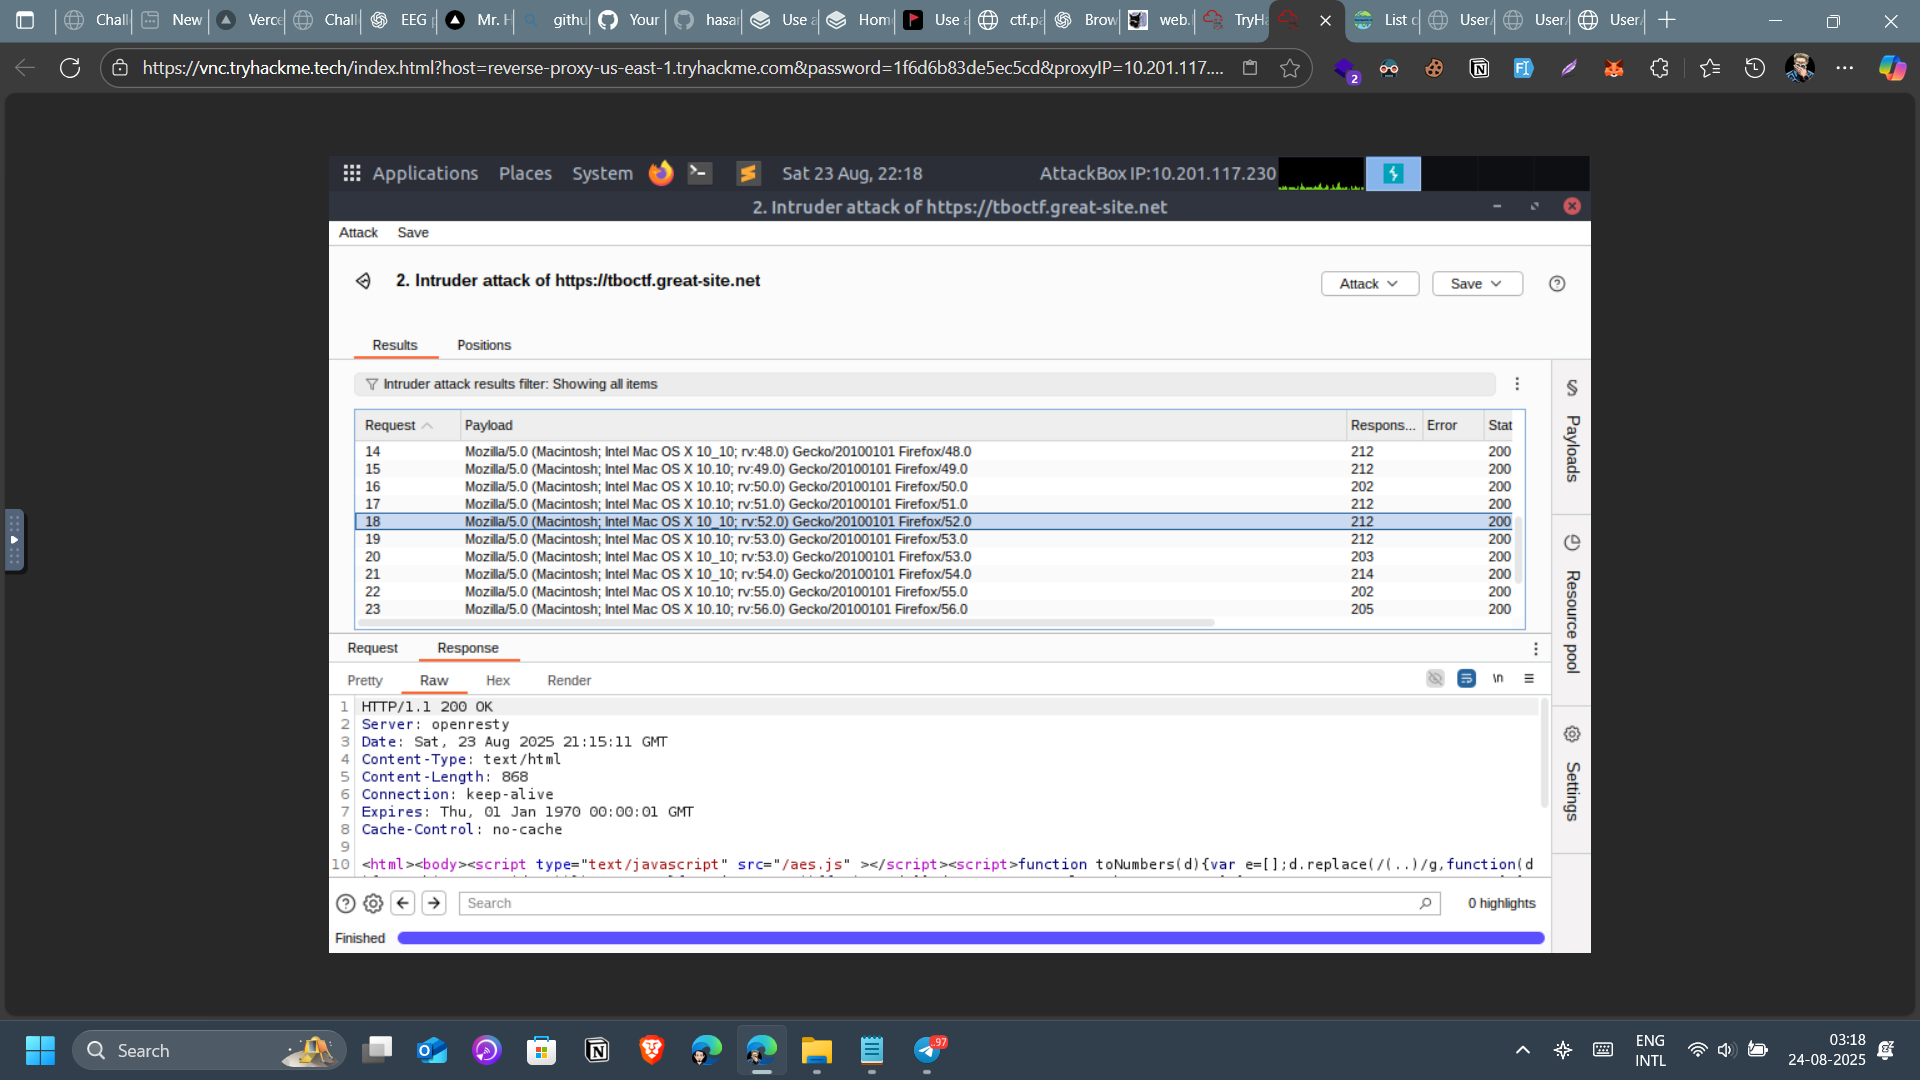 Chall
New
Verce
Chall
EEG
Mr. H
githu
Your
hasar
Use a
Hom
Use a
ctf.pa
Brow
web.
TryHa
List o
User/
User/
User/
https://vnc.tryhackme.tech/index.html?host=reverse-proxy-us-east-1.tryhackme.com&password=1f6d6b83de5ec5cd&proxyIP=10.201.117....
2
Applications Places System Sat 23 Aug, 22:18 AttackBox IP:10.201.117.230
2. Intruder attack of https://tboctf.great-site.net
Attack Save
2. Intruder attack of https://tboctf.great-site.net
Attack Save
Results Positions
Intruder attack results filter: Showing all items
Request Payload Respons... Error Stat
14 Mozilla/5.0 (Macintosh; Intel Mac OS X 10_10; rv:48.0) Gecko/20100101 Firefox/48.0 212 200
15 Mozilla/5.0 (Macintosh; Intel Mac OS X 10.10; rv:49.0) Gecko/20100101 Firefox/49.0 212 200
16 Mozilla/5.0 (Macintosh; Intel Mac OS X 10.10; rv:50.0) Gecko/20100101 Firefox/50.0 202 200
17 Mozilla/5.0 (Macintosh; Intel Mac OS X 10.10; rv:51.0) Gecko/20100101 Firefox/51.0 212 200
18 Mozilla/5.0 (Macintosh; Intel Mac OS X 10_10; rv:52.0) Gecko/20100101 Firefox/52.0 212 200
19 Mozilla/5.0 (Macintosh; Intel Mac OS X 10.10; rv:53.0) Gecko/20100101 Firefox/53.0 212 200
20 Mozilla/5.0 (Macintosh; Intel Mac OS X 10_10; rv:53.0) Gecko/20100101 Firefox/53.0 203 200
21 Mozilla/5.0 (Macintosh; Intel Mac OS X 10_10; rv:54.0) Gecko/20100101 Firefox/54.0 214 200
22 Mozilla/5.0 (Macintosh; Intel Mac OS X 10.10; rv:55.0) Gecko/20100101 Firefox/55.0 202 200
23 Mozilla/5.0 (Macintosh; Intel Mac OS X 10.10; rv:56.0) Gecko/20100101 Firefox/56.0 205 200
Payloads
Resource pool
Settings
Request Response
Pretty Raw Hex Render
\n
1 HTTP/1.1 200 OK
2 Server: openresty
3 Date: Sat, 23 Aug 2025 21:15:11 GMT
4 Content-Type: text/html
5 Content-Length: 868
6 Connection: keep-alive
7 Expires: Thu, 01 Jan 1970 00:00:01 GMT
8 Cache-Control: no-cache
9
10 <html><body><script type="text/javascript" src="/aes.js" ></script><script>function toNumbers(d){var e=[];d.replace(/(..)/g,function(d
Search
0 highlights
Finished
Search
97
ENG
INTL
03:18
24-08-2025